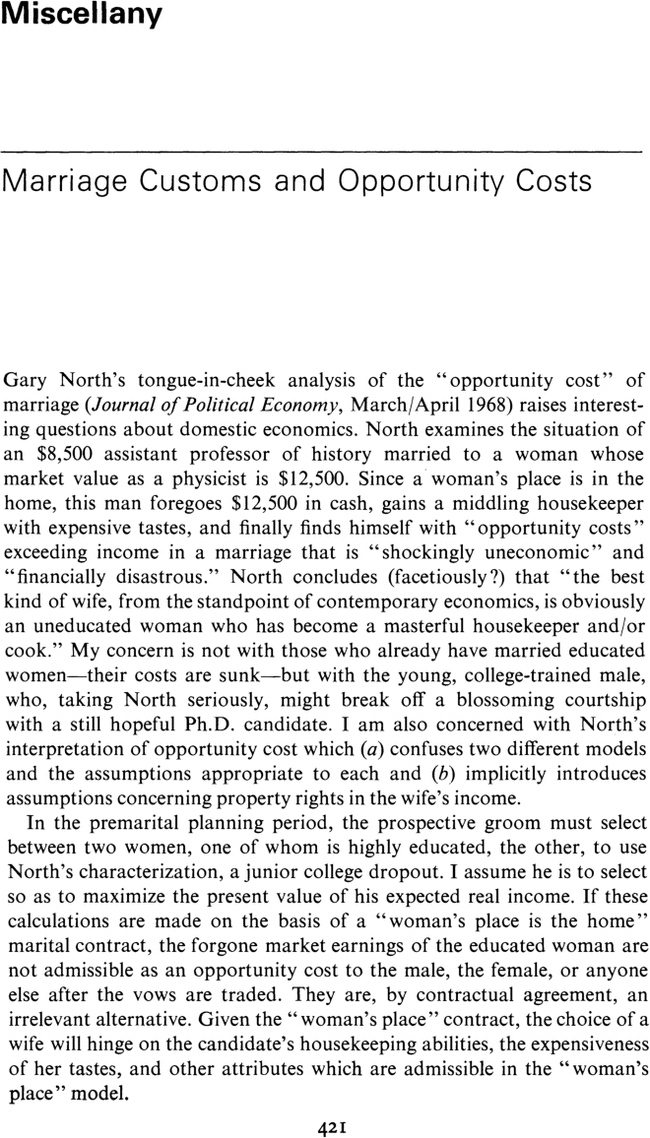 Miscellany
Marriage Customs and Opportunity Costs
Gary North's tongue-in-cheek analysis of the "opportunity cost" of
marriage (Journal of Political Economy, March/April 1968) raises interest-
ing questions about domestic economics. North examines the situation of
an $8,500 assistant professor of history married to a woman whose
market value as a physicist is $12,500. Since a woman's place is in the
home, this man foregoes $12,500 in cash, gains a middling housekeeper
with expensive tastes, and finally finds himself with "opportunity costs"
exceeding income in a marriage that is "shockingly uneconomic" and
"financially disastrous." North concludes (facetiously?) that "the best
kind of wife, from the standpoint of contemporary economics, is obviously
an uneducated woman who has become a masterful housekeeper and/or
cook." My concern is not with those who already have married educated
women—their costs are sunk—but with the young, college-trained male,
who, taking North seriously, might break off a blossoming courtship
with a still hopeful Ph.D. candidate. I am also concerned with North's
interpretation of opportunity cost which (a) confuses two different models
and the assumptions appropriate to each and (b) implicitly introduces
assumptions concerning property rights in the wife's income.
In the premarital planning period, the prospective groom must select
between two women, one of whom is highly educated, the other, to use
North's characterization, a junior college dropout. I assume he is to select
so as to maximize the present value of his expected real income. If these
calculations are made on the basis of a "woman's place is the home"
marital contract, the forgone market earnings of the educated woman are
not admissible as an opportunity cost to the male, the female, or anyone
else after the vows are traded. They are, by contractual agreement, an
irrelevant alternative. Given the "woman's place" contract, the choice of a
wife will hinge on the candidate's housekeeping abilities, the expensiveness
of her tastes, and other attributes which are admissible in the "woman's
place" model.
421